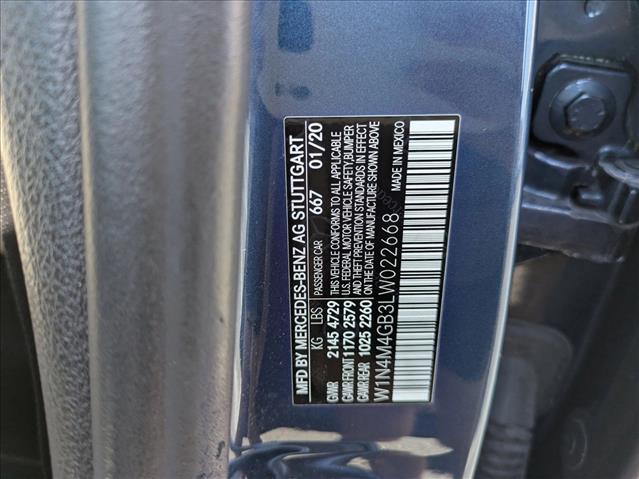 MFD BY MERCEDES-BENZ AG STUTTGART
PASSENGER CAR 667 01/20
KG LBS
GVWR 2145 4729
GAWR FRONT 1170 2579
GAWR REAR 1025 2260
THIS VEHICLE CONFORMS TO ALL APPLICABLE
U.S. FEDERAL MOTOR VEHICLE SAFETY,BUMPER
AND THEFT PREVENTION STANDARDS IN EFFECT
ON THE DATE OF MANUFACTURE SHOWN ABOVE
W1N4M4GB3LW022668
MADE IN MEXICO